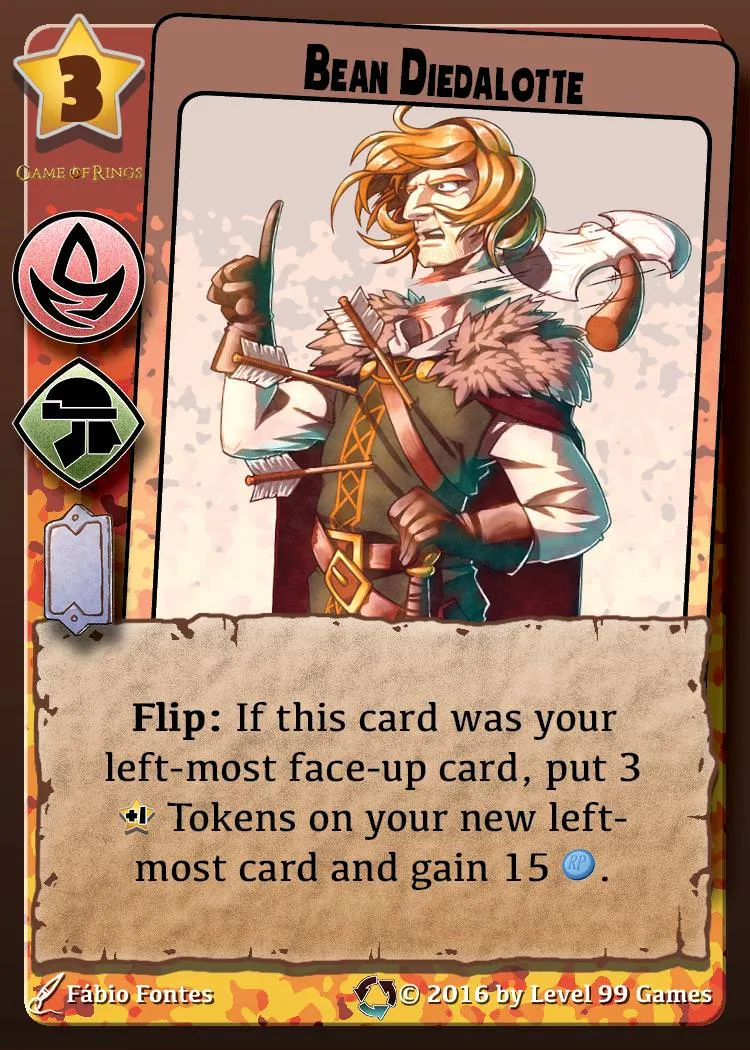 3
Bean Diedalotte
Game of Rings
Flip: If this card was your
left-most face-up card, put 3
+1 Tokens on your new left-
most card and gain 15 RP.
Fábio Fontes
© 2016 by Level 99 Games